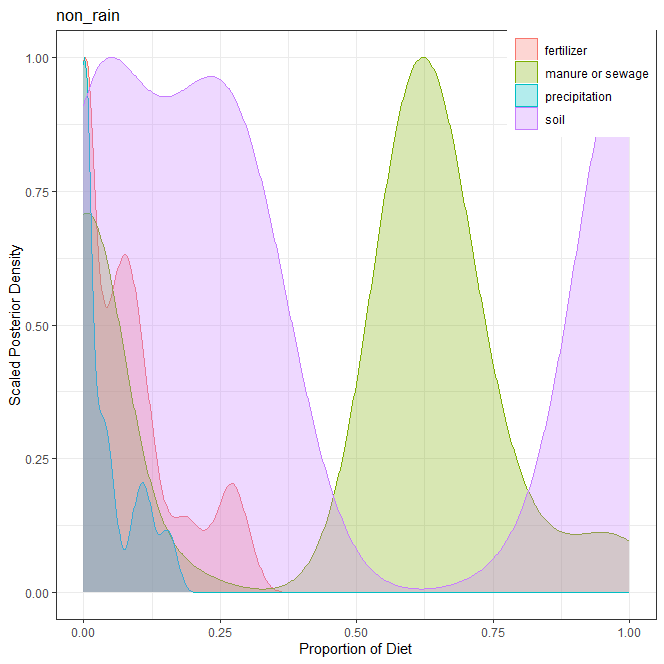 non_rain
fertilizer
manure or sewage
precipitation
soil
1.00
0.75
0.50
0.25
0.00
Scaled Posterior Density
0.00 0.25 0.50 0.75 1.00
Proportion of Diet